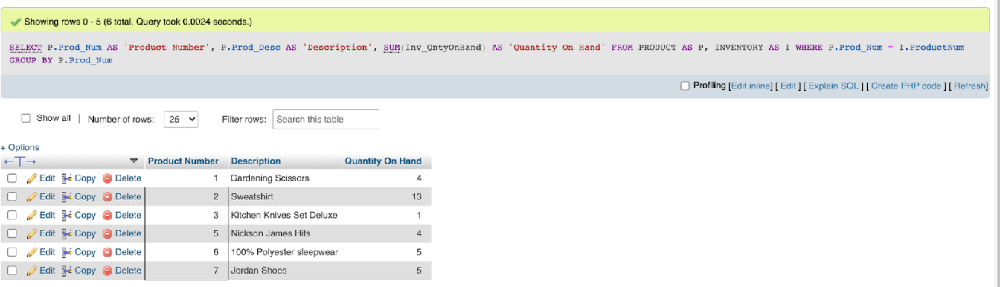 Showing rows 0 - 5 (6 total, Query took 0.0024 seconds.)
SELECT P.Prod_Num AS 'Product Number', P.Prod_Desc AS 'Description', SUM(Inv_QntyOnHand) AS 'Quantity On Hand' FROM PRODUCT AS P, INVENTORY AS I WHERE P.Prod_Num = I.ProductNum
GROUP BY P.Prod_Num
Profiling [Edit inline] [ Edit ] [ Explain SQL ] [ Create PHP code ] [ Refresh]
Show all | Number of rows: 25 Filter rows: Search this table
+ Options
←T→ Product Number Description Quantity On Hand
Edit Copy Delete 1 Gardening Scissors 4
Edit Copy Delete 2 Sweatshirt 13
Edit Copy Delete 3 Kitchen Knives Set Deluxe 1
Edit Copy Delete 5 Nickson James Hits 4
Edit Copy Delete 6 100% Polyester sleepwear 5
Edit Copy Delete 7 Jordan Shoes 5